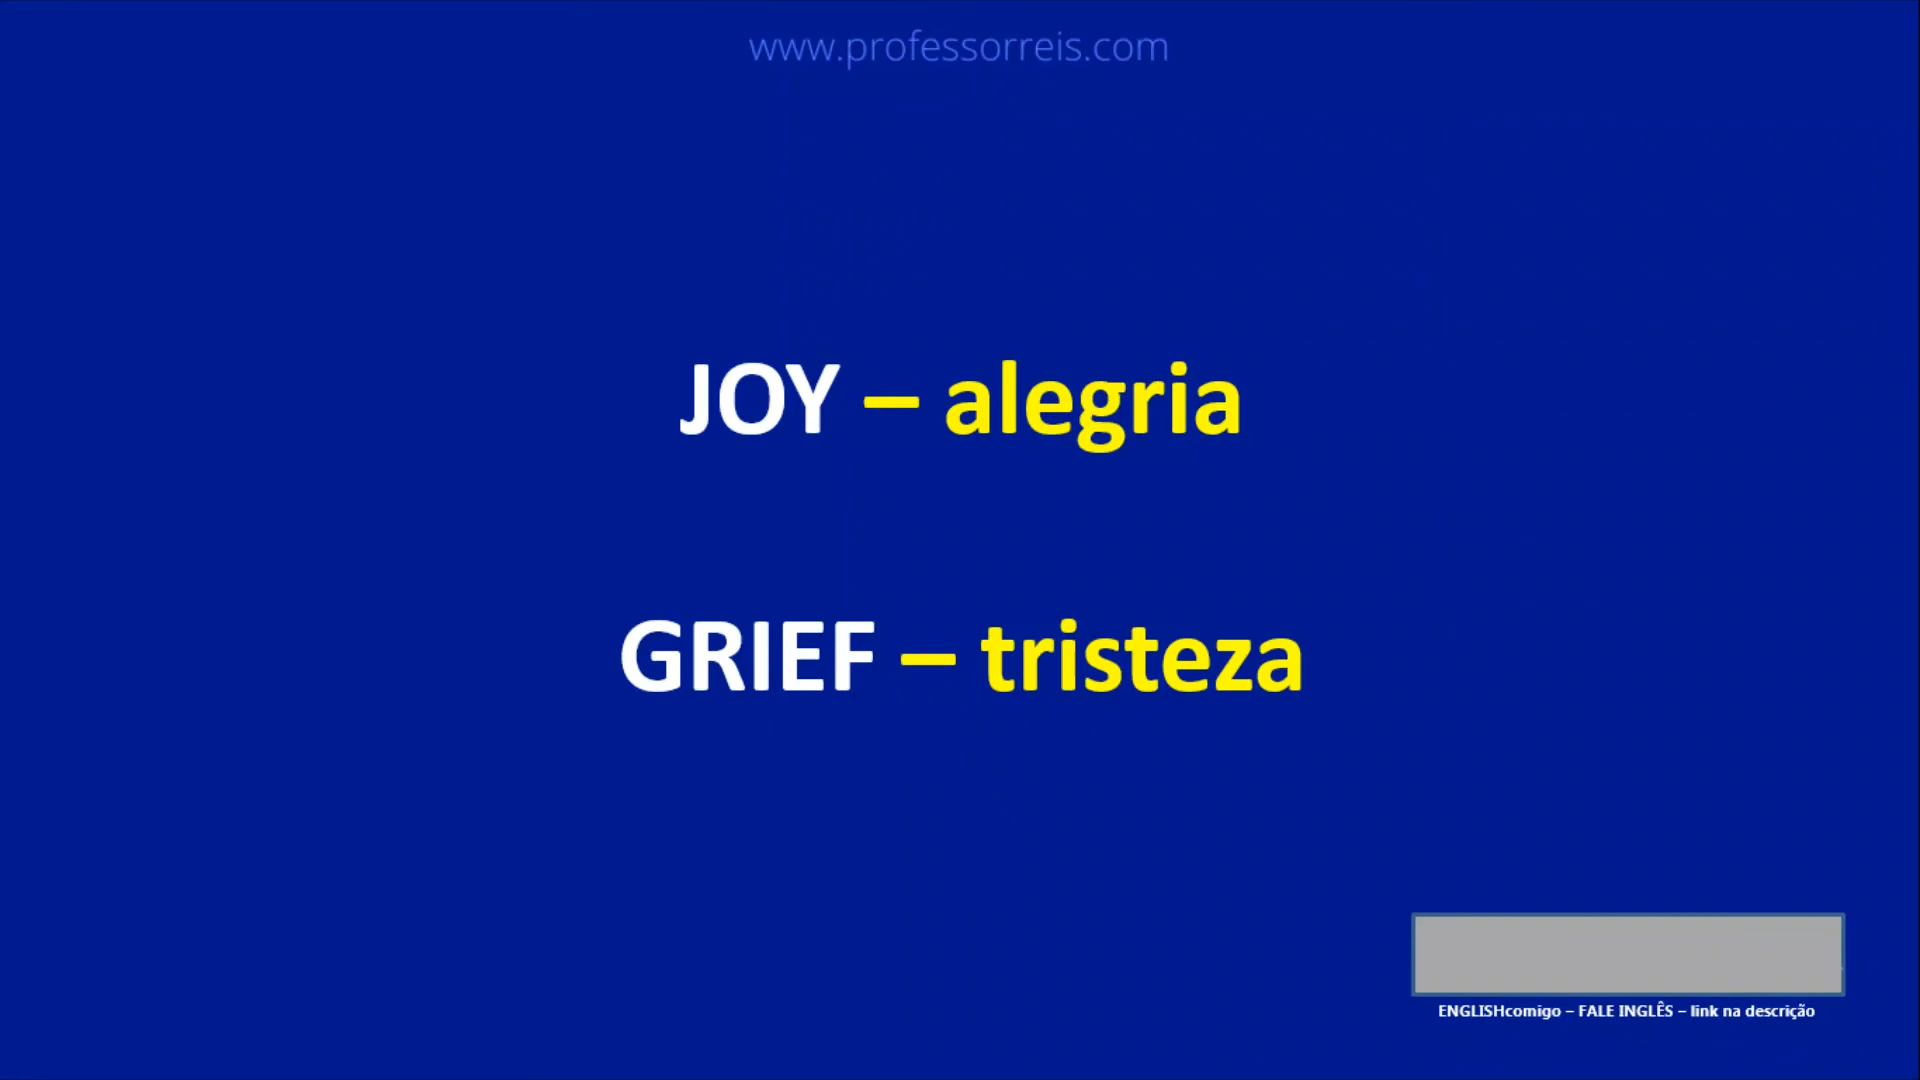 www.professorreis.com
JOY – alegria
GRIEF – tristeza
ENGLISHcomigo – FALE INGLÊS – link na descrição